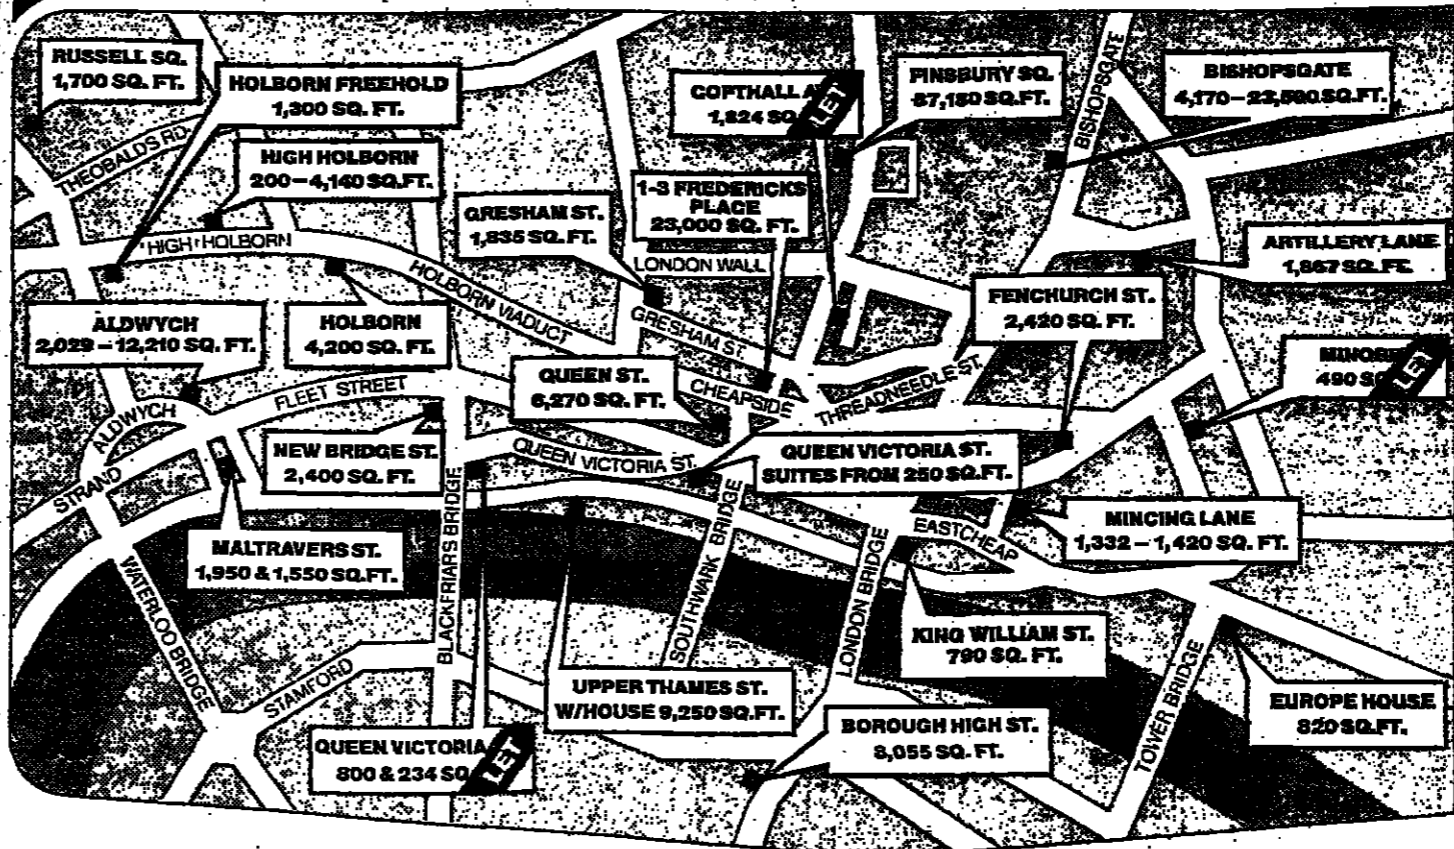 RUSSELL SQ.
1,700 SQ. FT.
HOLBORN FREEHOLD
1,300 SQ. FT.
COPTHALL A
1,824 SQ.
LET
FINSBURY SQ.
BISHOPSGATE
BISHOPSGATE
THEOBALDS RD.
HIGH HOLBORN
200–4,140 SQ.FT.
GRESHAM ST.
1,835 SQ.FT.
1-3 FREDERICKS
PLACE
23,000 SQ. FT.
HIGH HOLBORN
HOLBORN VIADUCT
LONDON WALL
ARTILLERY LANE
1,867 SQ.FT.
ALDWYCH
2,029–12,210 SQ. FT.
HOLBORN
4,200 SQ. FT.
GRESHAM ST.
FENCHURCH ST.
2,420 SQ. FT.
490 SQ
LET
QUEEN ST.
6,270 SQ. FT.
CHEAPSIDE
THREADNEEDLE ST.
ALDWYCH
FLEET STREET
STRAND
NEW BRIDGE ST.
2,400 SQ. FT.
QUEEN VICTORIA ST.
QUEEN VICTORIA ST.
SUITES FROM 250 SQ.FT.
MALTRAVERS ST.
1,950 & 1,550 SQ.FT.
BLACKFRIARS BRIDGE
SOUTHWARK BRIDGE
LONDON BRIDGE
EASTCHEAP
MINCING LANE
1,332–1,420 SQ. FT.
WATERLOO BRIDGE
STAMFORD
KING WILLIAM ST.
790 SQ. FT.
UPPER THAMES ST.
W/HOUSE 9,250 SQ.FT.
TOWER BRIDGE
EUROPE HOUSE
820 SQ.FT.
QUEEN VICTORIA
800 & 234 SQ
LET
BOROUGH HIGH ST.
8,055 SQ. FT.